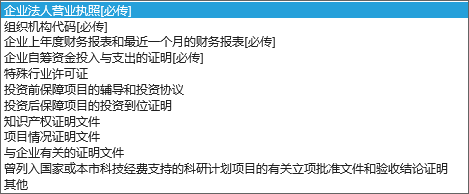 企业法人营业执照[必传]
组织机构代码[必传]
企业上年度财务报表和最近一个月的财务报表[必传]
企业自筹资金投入与支出的证明[必传]
特殊行业许可证
投资前保障项目的辅导和投资协议
投资后保障项目的投资到位证明
知识产权证明文件
项目情况证明文件
与企业有关的证明文件
曾列入国家或本市科技经费支持的科研计划项目的有关立项批准文件和验收结论证明
其他